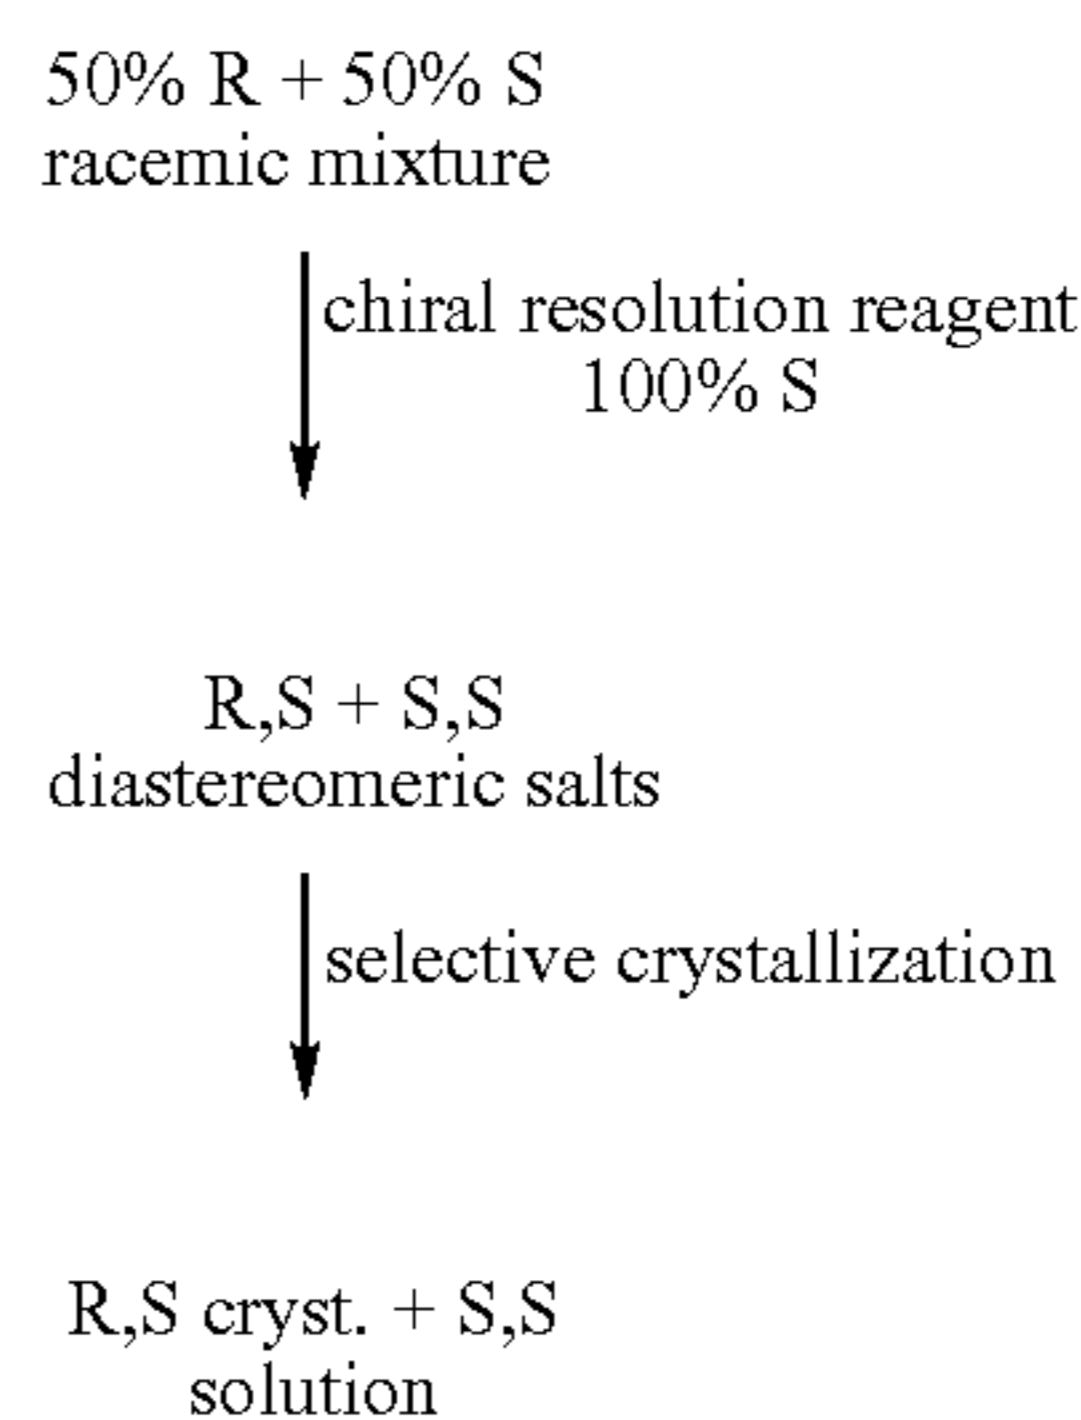 50% R + 50% S
racemic mixture
chiral resolution reagent
100% S
R,S + S,S
diastereomeric salts
selective crystallization
R,S cryst. + S,S
solution